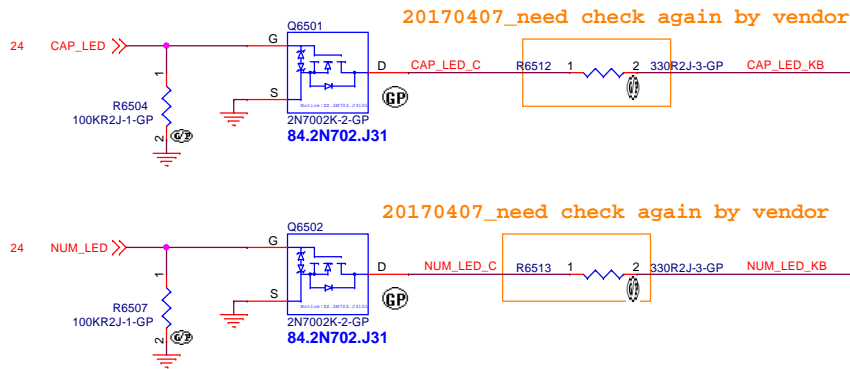 20170407_need check again by vendor
Q6501
24 CAP_LED G
D CAP_LED_C R6512 1 2 330R2J-3-GP CAP_LED_KB
1
S
GP
R6504
100KR2J-1-GP
2N7002K-2-GP
84.2N702.J31
2 G/P
20170407_need check again by vendor
Q6502
24 NUM_LED G
D NUM_LED_C R6513 1 2 330R2J-3-GP NUM_LED_KB
1
S
GP
R6507
100KR2J-1-GP
2N7002K-2-GP
84.2N702.J31
2 G/P